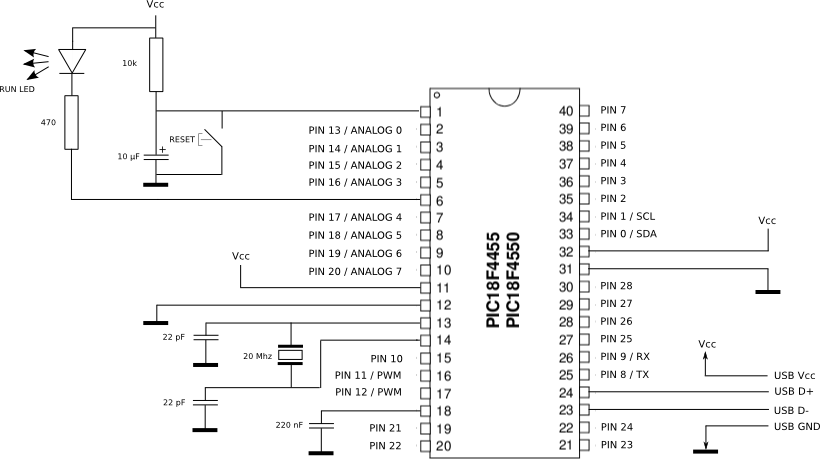 Vcc
10k
RUN LED
470
RESET
+
10 µF
1
2
3
4
5
6
7
8
9
10
11
12
13
14
15
16
17
18
19
20
PIN 13 / ANALOG 0
PIN 14 / ANALOG 1
PIN 15 / ANALOG 2
PIN 16 / ANALOG 3
PIN 17 / ANALOG 4
PIN 18 / ANALOG 5
PIN 19 / ANALOG 6
PIN 20 / ANALOG 7
Vcc
22 pF
20 Mhz
22 pF
PIN 10
PIN 11 / PWM
PIN 12 / PWM
220 nF
PIN 21
PIN 22
PIC18F4455
PIC18F4550
40 PIN 7
39 PIN 6
38 PIN 5
37 PIN 4
36 PIN 3
35 PIN 2
34 PIN 1 / SCL
33 PIN 0 / SDA
32 Vcc
31
30 PIN 28
29 PIN 27
28 PIN 26
27 PIN 25
26 PIN 9 / RX
25 PIN 8 / TX
24
23
22 PIN 24
21 PIN 23
Vcc
USB Vcc
USB D+
USB D-
USB GND